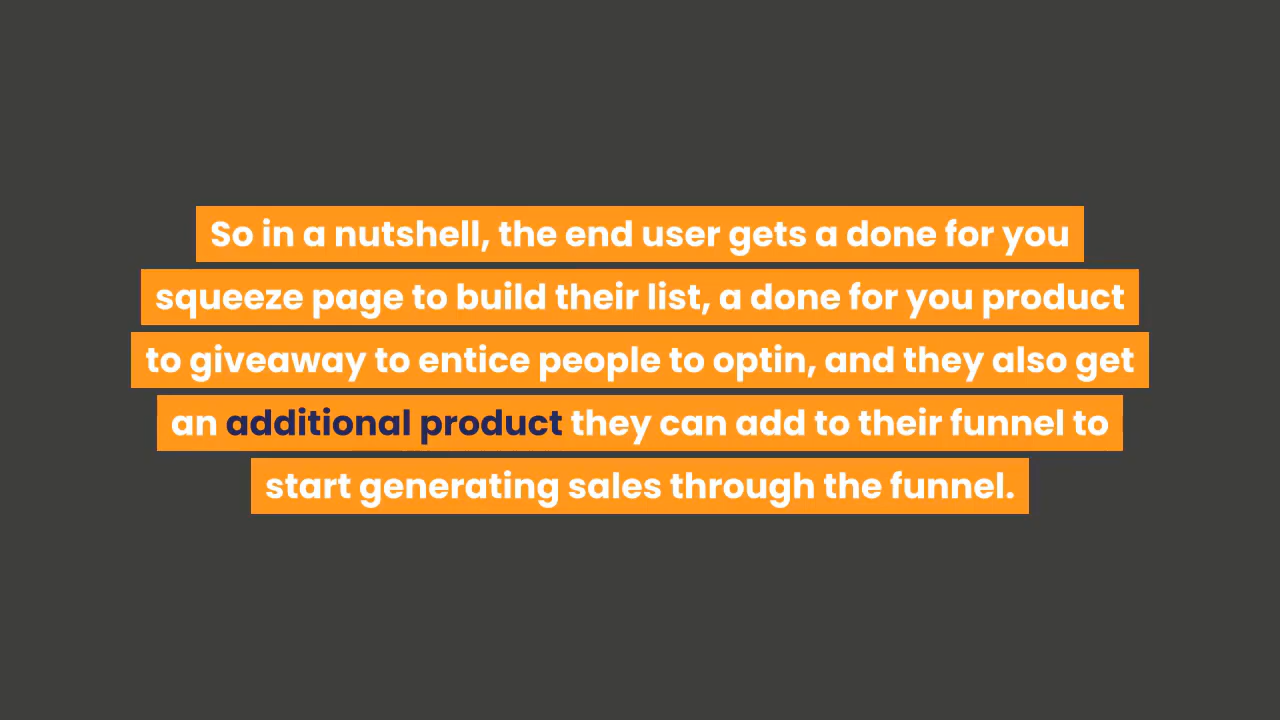 So in a nutshell, the end user gets a done for you
squeeze page to build their list, a done for you product
to giveaway to entice people to optin, and they also get
an additional product they can add to their funnel to
start generating sales through the funnel.